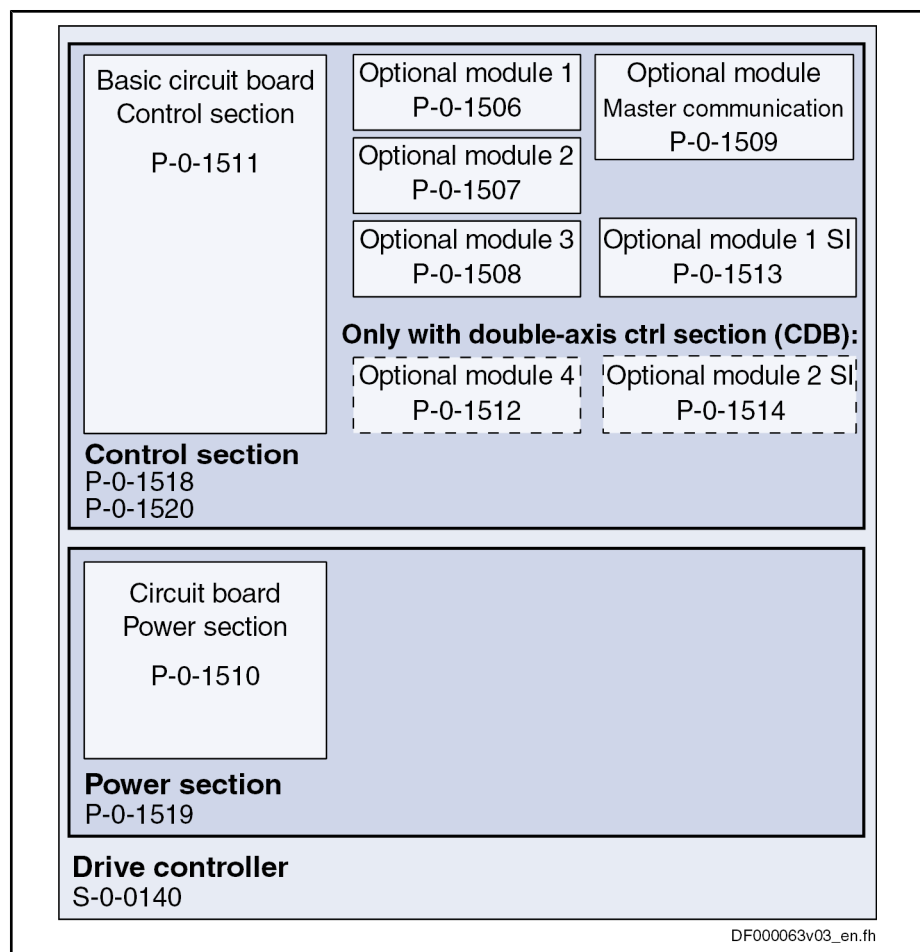 Basic circuit board
Control section
P-0-1511
Optional module 1
P-0-1506
Optional module
Master communication
P-0-1509
Optional module 2
P-0-1507
Optional module 3
P-0-1508
Optional module 1 SI
P-0-1513
Only with double-axis ctrl section (CDB):
Optional module 4
P-0-1512
Optional module 2 SI
P-0-1514
Control section
P-0-1518
P-0-1520
Circuit board
Power section
P-0-1510
Power section
P-0-1519
Drive controller
S-0-0140
DF000063v03_en.fh